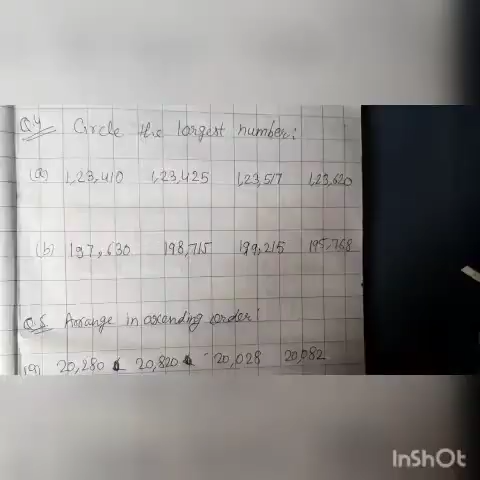 Q4 Circle the largest number:
(a) 1,23,410 1,23,425 1,23,517 1,23,630
(b) 197,630 198,715 199,215 195,768
Q5. Arrange in ascending order:
(a) 20,280 20,820 20,028 20,082
InShOt